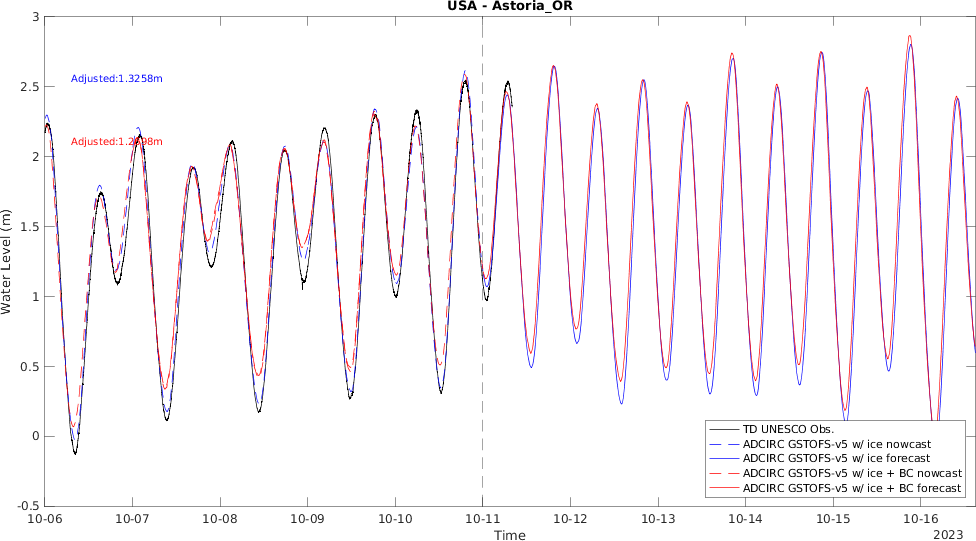 USA - Astoria_OR
3
2.5
2
1.5
1
0.5
0
-0.5
Water Level (m)
Adjusted:1.3258m
10-06
10-07
10-08
10-09
10-10
10-11
10-12
10-13
10-14
10-15
10-16
Time
2023
TD UNESCO Obs.
ADCIRC GSTOFS-v5 w/ ice nowcast
ADCIRC GSTOFS-v5 w/ ice forecast
ADCIRC GSTOFS-v5 w/ ice + BC nowcast
ADCIRC GSTOFS-v5 w/ ice + BC forecast